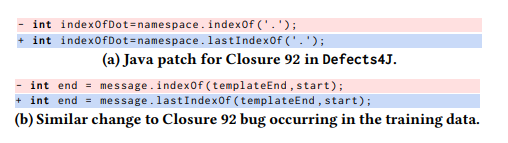 - int indexOfDot=namespace.indexOf('.');
+ int indexOfDot=namespace.lastIndexOf('.');
(a) Java patch for Closure 92 in Defects4J.
- int end = message.indexOf(templateEnd,start);
+ int end = message.lastIndexOf(templateEnd,start);
(b) Similar change to Closure 92 bug occurring in the training data.